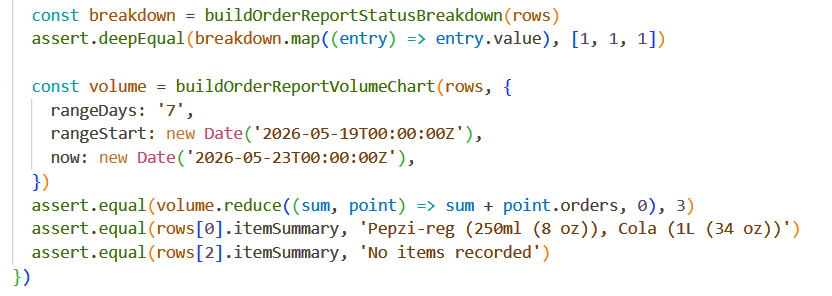 const breakdown = buildOrderReportStatusBreakdown(rows)
assert.deepEqual(breakdown.map((entry) => entry.value), [1, 1, 1])
const volume = buildOrderReportVolumeChart(rows, {
rangeDays: '7',
rangeStart: new Date('2026-05-19T00:00:00Z'),
now: new Date('2026-05-23T00:00:00Z'),
})
assert.equal(volume.reduce((sum, point) => sum + point.orders, 0), 3)
assert.equal(rows[0].itemSummary, 'Pepzi-reg (250ml (8 oz)), Cola (1L (34 oz))')
assert.equal(rows[2].itemSummary, 'No items recorded')
})